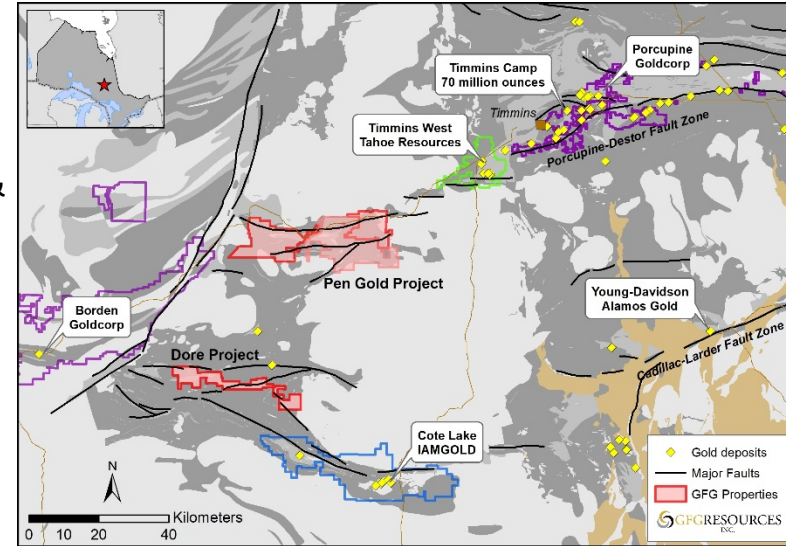 &
Porcupine
Goldcorp
Timmins Camp
70 million ounces
Timmins
Timmins West
Tahoe Resources
Porcupine-Destor Fault Zone
Pen Gold Project
Borden
Goldcorp
Young-Davidson
Alamos Gold
Dore Project
Cadillac-Larder Fault Zone
Cote Lake
IAMGOLD
N
Kilometers
0 10 20 40
Gold deposits
Major Faults
GFG Properties
GFGRESOURCES
INC.